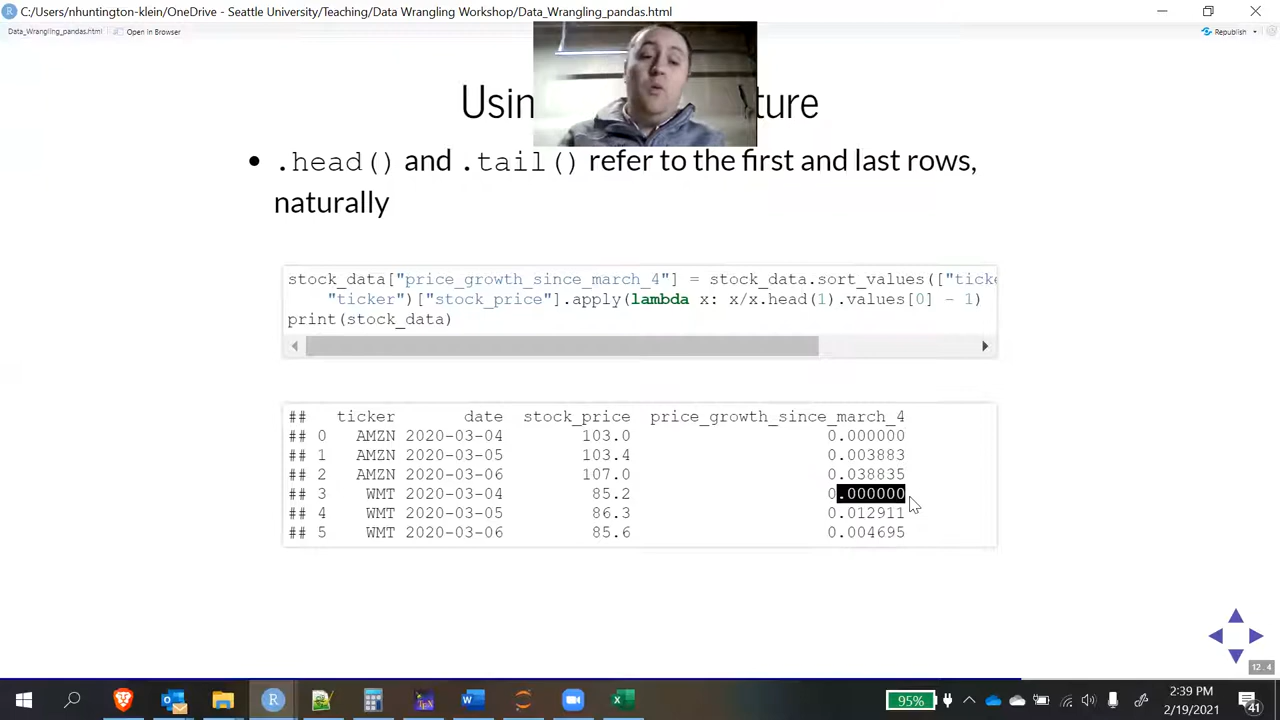 C:/Users/nhuntington-klein/OneDrive - Seattle University/Teaching/Data Wrangling Workshop/Data_Wrangling_pandas.html
Data_Wrangling_pandas.html Open in Browser Republish
Usin ture
.head() and .tail() refer to the first and last rows,
naturally
stock_data["price_growth_since_march_4"] = stock_data.sort_values(["ticke
"ticker")["stock_price"].apply(lambda x: x/x.head(1).values[0] - 1)
print(stock_data)
## ticker date stock_price price_growth_since_march_4
## 0 AMZN 2020-03-04 103.0 0.000000
## 1 AMZN 2020-03-05 103.4 0.003883
## 2 AMZN 2020-03-06 107.0 0.038835
## 3 WMT 2020-03-04 85.2 0.000000
## 4 WMT 2020-03-05 86.3 0.012911
## 5 WMT 2020-03-06 85.6 0.004695
12.4
95%
2:39 PM
2/19/2021
41